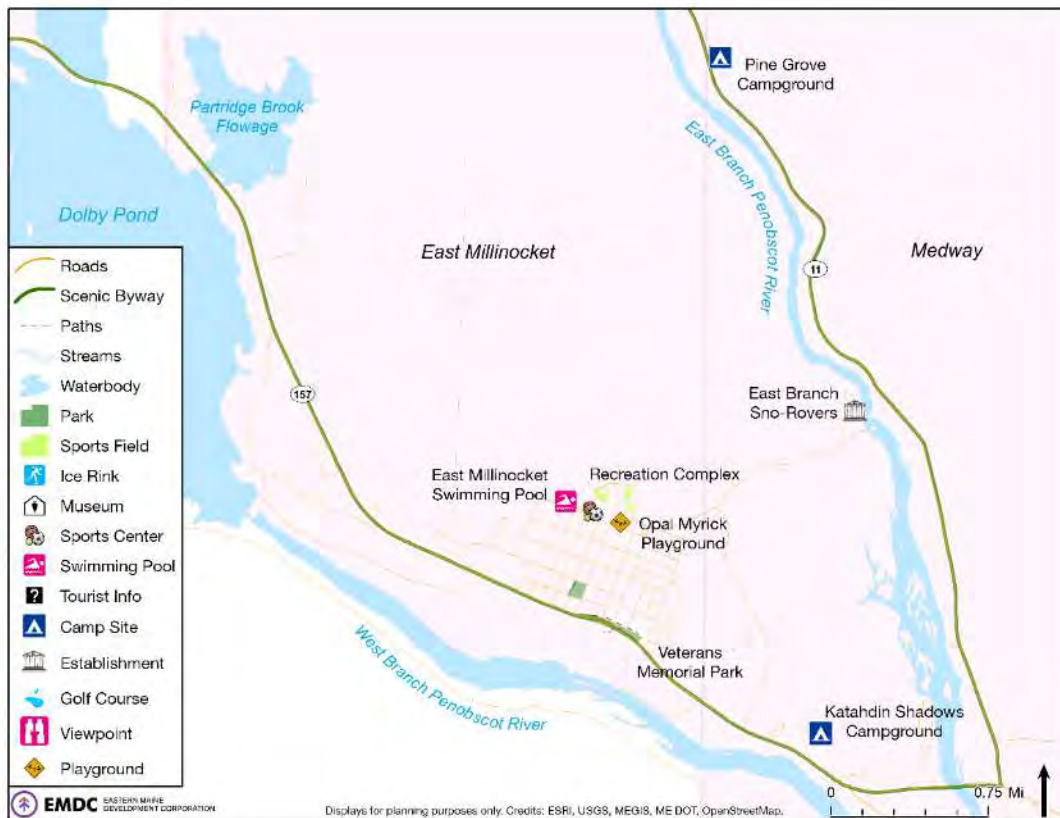 Pine Grove
Campground
Partridge Brook
Flowage
East Branch Penobscot River
Dolby Pond
East Millinocket
Medway
11
Roads
Scenic Byway
Paths
Streams
Waterbody
Park
Sports Field
Ice Rink
Museum
Sports Center
Swimming Pool
?
Tourist Info
Camp Site
Establishment
Golf Course
Viewpoint
Playground
157
East Branch
Sno-Rovers
East Millinocket
Swimming Pool
Recreation Complex
Opal Myrick
Playground
Veterans
Memorial Park
West Branch Penobscot River
Katahdin Shadows
Campground
0 0.75 Mi
EMDC EASTERN MAINE
DEVELOPMENT CORPORATION
Displays for planning purposes only. Credits: ESRI, USGS, MEGIS, ME DOT, OpenStreetMap.